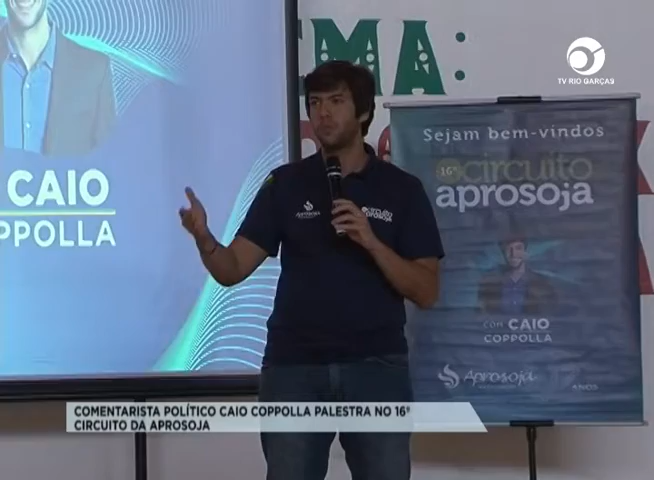 EMA:
TV RIO GARÇAS
CAIO
PPOLLA
Sejam bem-vindos
16º circuito
aprosoja
com CAIO
COPPOLLA
Aprosoja
ANOS
circuito
aprosoja
COMENTARISTA POLÍTICO CAIO COPPOLLA PALESTRA NO 16º
CIRCUITO DA APROSOJA